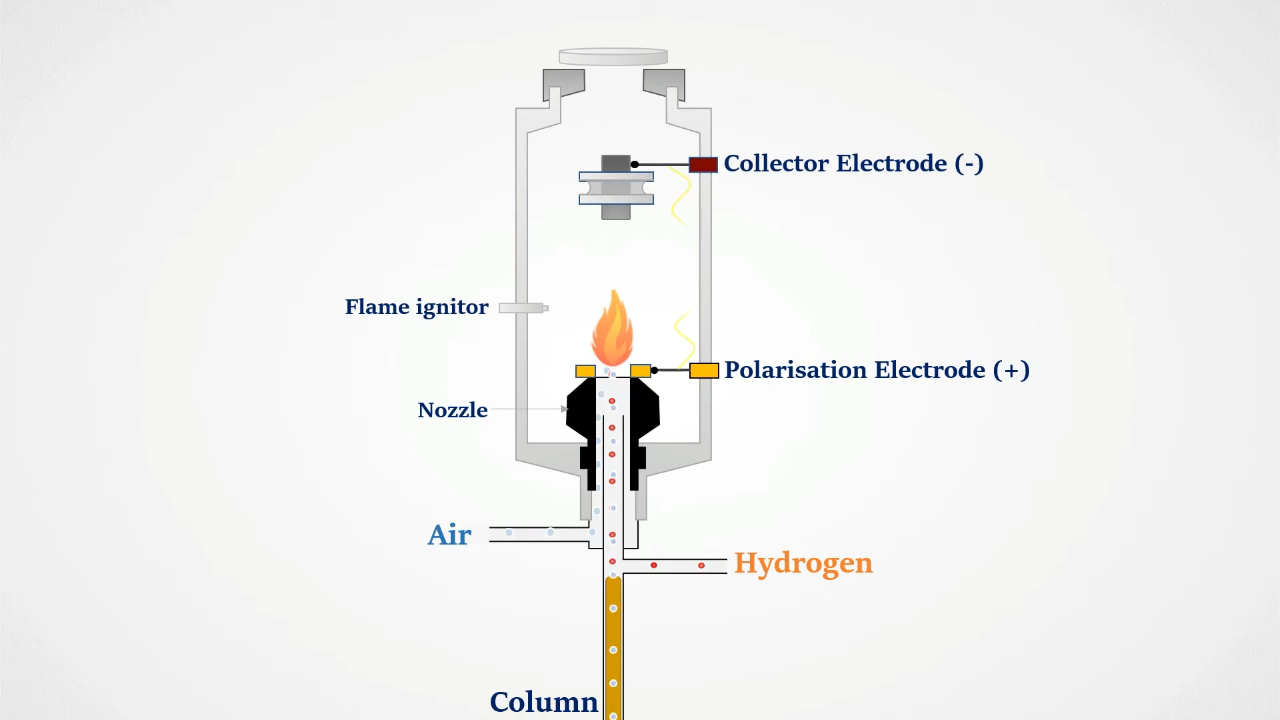 Collector Electrode (-)
Flame ignitor
Polarisation Electrode (+)
Nozzle
Air
Hydrogen
Column